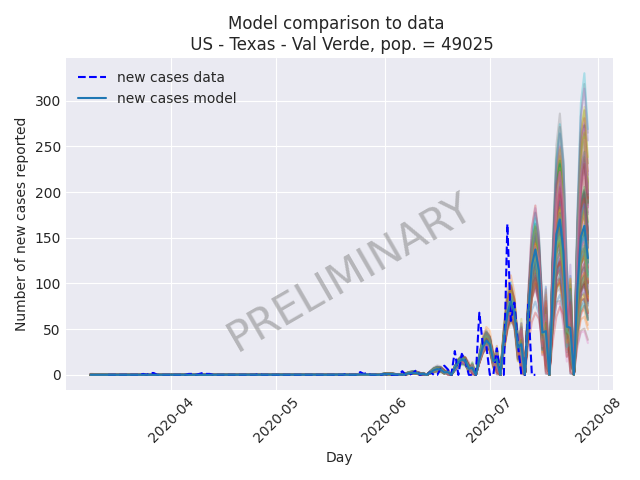 Model comparison to data
US - Texas - Val Verde, pop. = 49025
new cases data
new cases model
Number of new cases reported
300
250
200
150
100
50
0
PRELIMINARY
2020-04
2020-05
2020-06
2020-07
2020-08
Day